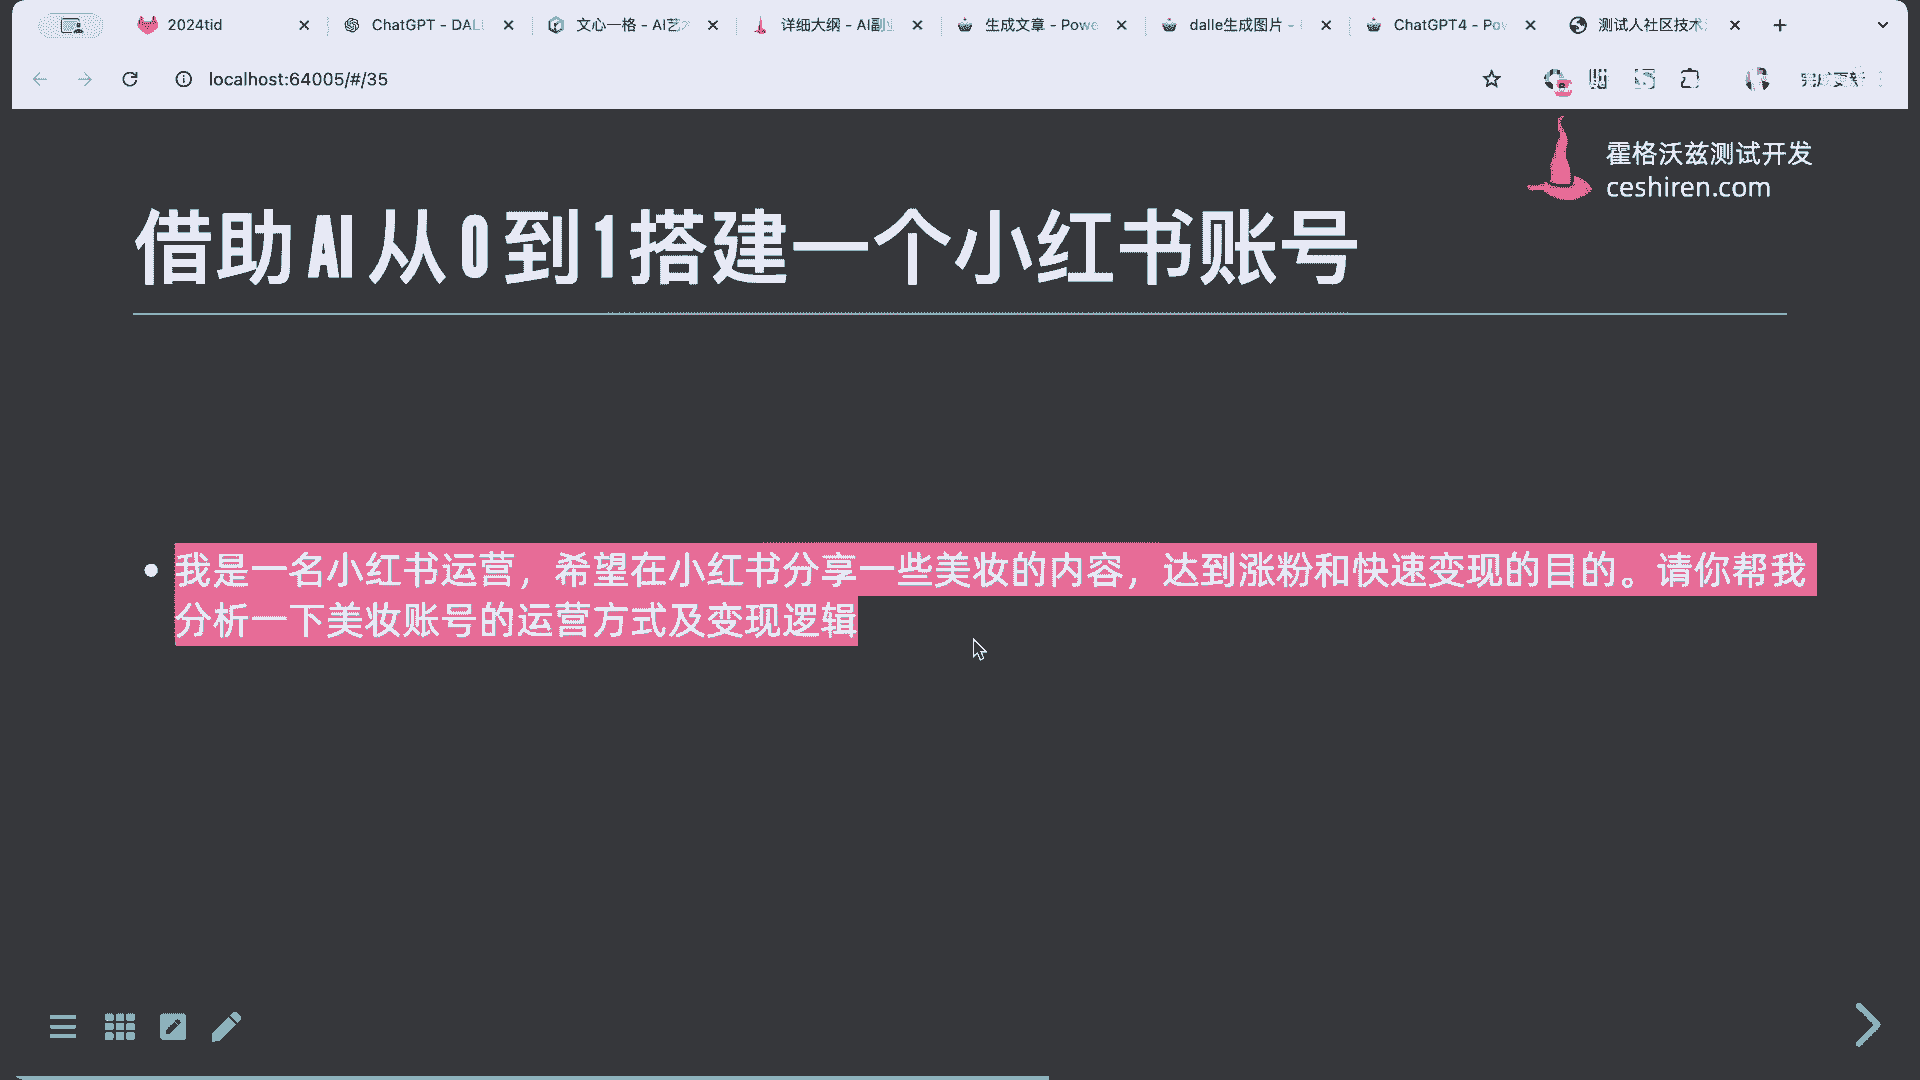 2024tid
ChatGPT - DAL
文心一格 - AI艺
详细大纲 - AI副
生成文章 - Powe
dalle生成图片 -
ChatGPT4 - Po
测试人社区技术
localhost:64005/#/35
完成更新
霍格沃兹测试开发
ceshiren.com
借助 AI 从 0 到 1 搭建一个小红书账号
我是一名小红书运营，希望在小红书分享一些美妆的内容，达到涨粉和快速变现的目的。请你帮我
分析一下美妆账号的运营方式及变现逻辑